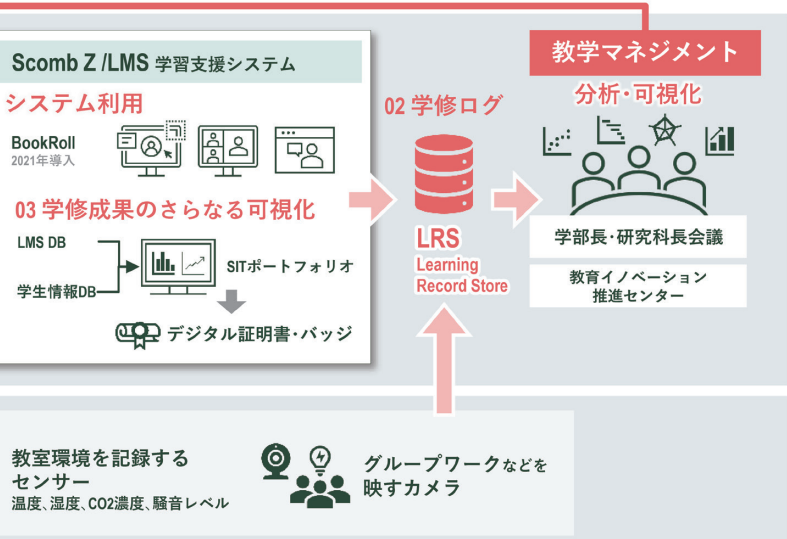 Scomb Z /LMS 学習支援システム
システム利用
BookRoll
2021年導入
03 学修成果のさらなる可視化
LMS DB
学生情報DB
SITポートフォリオ
デジタル証明書・バッジ
02 学修ログ
LRS
Learning
Record Store
教学マネジメント
分析・可視化
学部長・研究科長会議
教育イノベーション
推進センター
教室環境を記録する
センサー
温度、湿度、CO2濃度、騒音レベル
グループワークなどを
映すカメラ